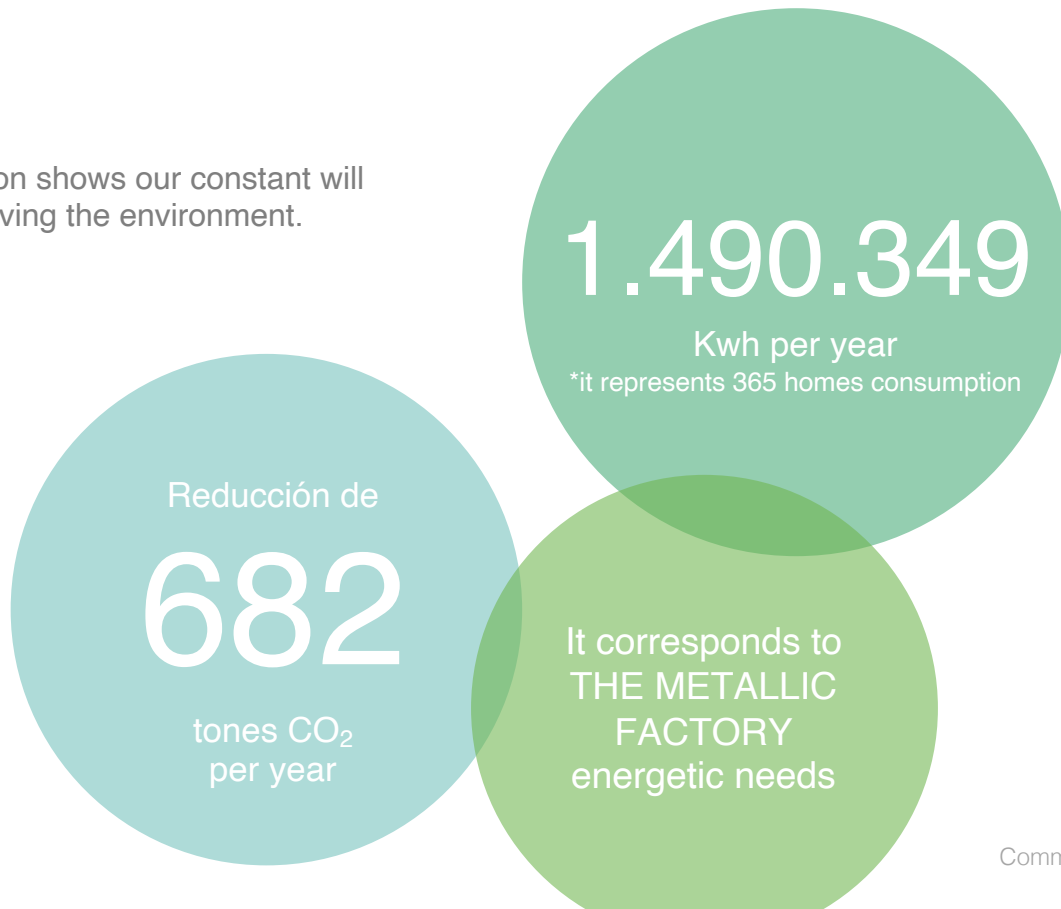 on shows our constant will
ving the environment.
1.490.349
Kwh per year
*it represents 365 homes consumption
Reducción de
682
tones CO₂
per year
It corresponds to
THE METALLIC
FACTORY
energetic needs
Comm